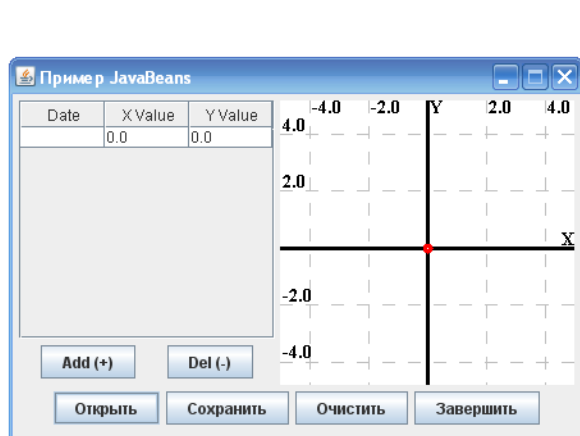 Пример JavaBeans
Date X Value Y Value
0.0 0.0
-4.0 -2.0 Y 2.0 4.0
4.0
2.0
X
-2.0
-4.0
Add (+) Del (-)
Открыть Сохранить Очистить Завершить